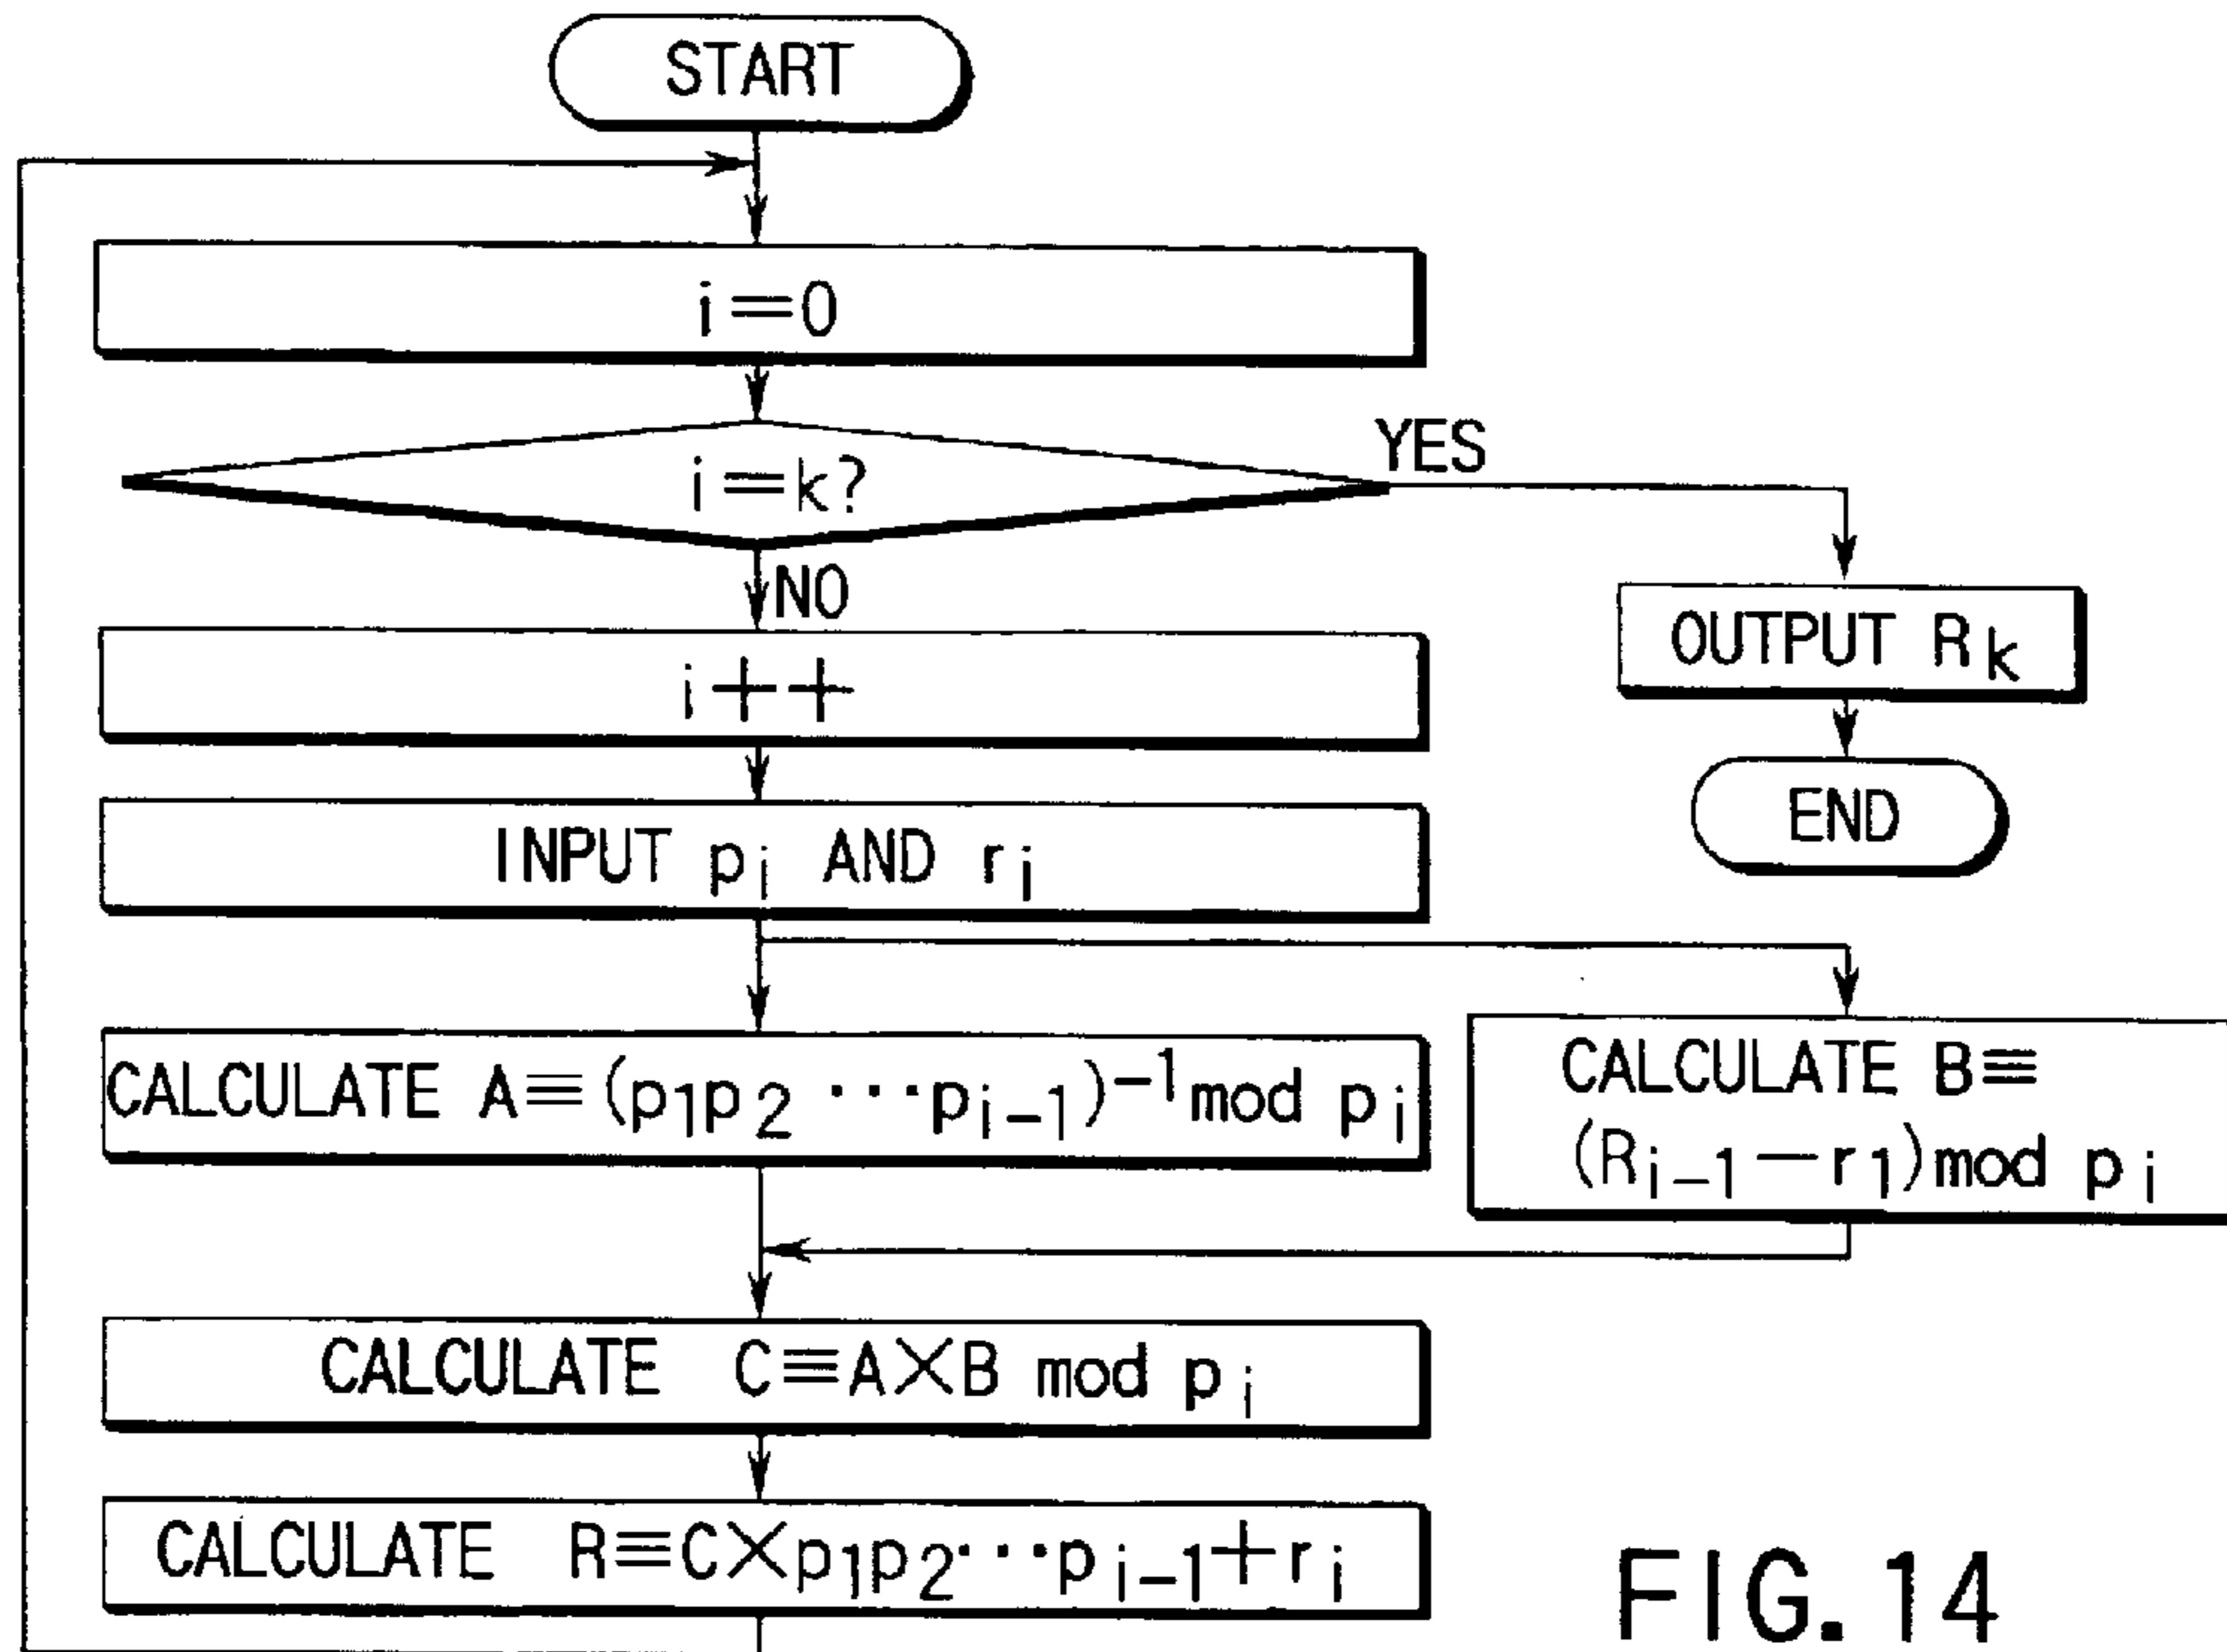 START
i=0
i=k?
YES
NO
OUTPUT Rₖ
i++
END
INPUT pᵢ AND rᵢ
CALCULATE A≡(p₁p₂ ⋯pᵢ₋₁)⁻¹mod pᵢ
CALCULATE B≡
(Rᵢ₋₁−r₁)mod pᵢ
CALCULATE C≡A×B mod pᵢ
CALCULATE R≡C×p₁p₂⋯pᵢ₋₁+rᵢ
FIG.14